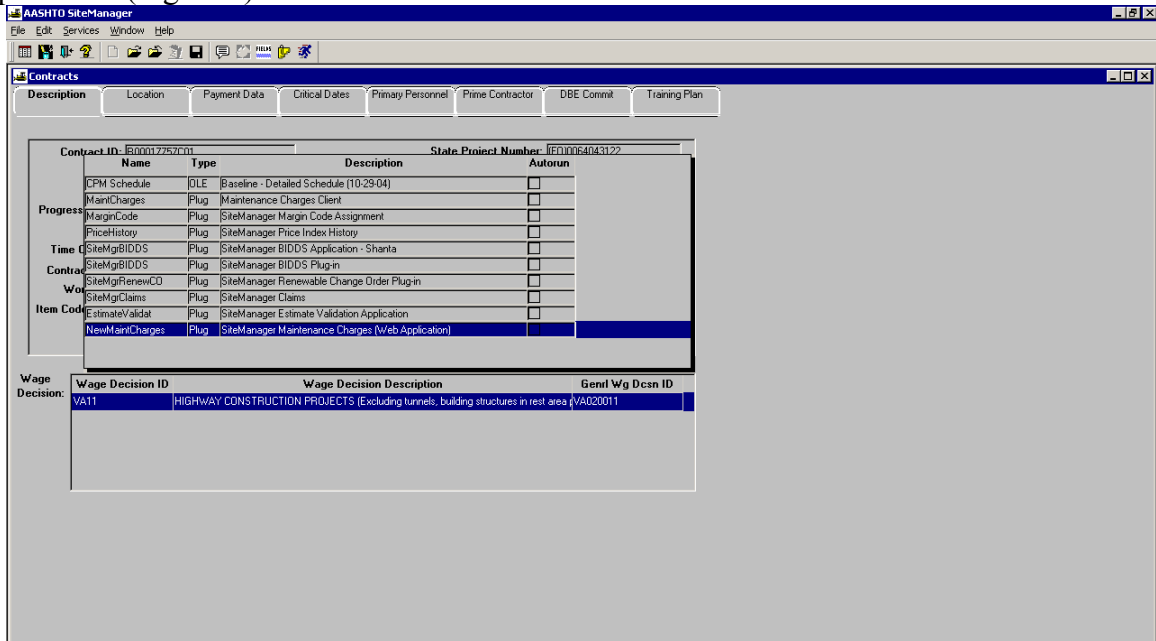 AASHTO SiteManager
File Edit Services Window Help
Contracts
Description Location Payment Data Critical Dates Primary Personnel Prime Contractor DBE Commit Training Plan
Contract ID: B00017757C01 State Project Number:
Name Type Description Autorun
CPM Schedule OLE Baseline - Detailed Schedule (10-29-04)
MaintCharges Plug Maintenance Charges Client
Progress
MarginCode Plug SiteManager Margin Code Assignment
PriceHistory Plug SiteManager Price Index History
Time SiteMgrBIDDS Plug SiteManager BIDDS Application - Shanta
Contrac SiteMgrBIDDS Plug SiteManager BIDDS Plug-in
SiteMgrRenewCO Plug SiteManager Renewable Change Order Plug-in
Wor SiteMgrClaims Plug SiteManager Claims
Item Code EstimateValidat Plug SiteManager Estimate Validation Application
NewMaintCharges Plug SiteManager Maintenance Charges (Web Application)
Wage Decision:
Wage Decision ID Wage Decision Description Genrl Wg Dcsn ID
VA11 HIGHWAY CONSTRUCTION PROJECTS (Excluding tunnels, building structures in rest area VA020011